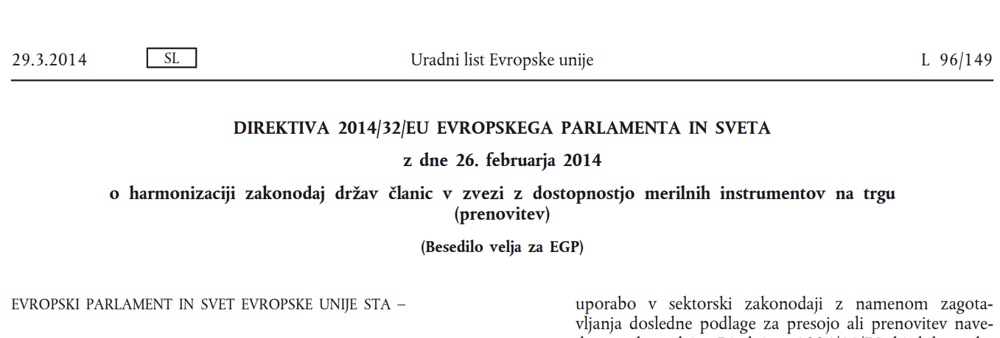 29.3.2014 SL Uradni list Evropske unije L 96/149
DIREKTIVA 2014/32/EU EVROPSKEGA PARLAMENTA IN SVETA
z dne 26. februarja 2014
o harmonizaciji zakonodaj držav članic v zvezi z dostopnostjo merilnih instrumentov na trgu
(prenovitev)
(Besedilo velja za EGP)
EVROPSKI PARLAMENT IN SVET EVROPSKE UNIJE STA –
uporabo v sektorski zakonodaji z namenom zagota-
vljanja dosledne podlage za presojo ali prenovitev nave-